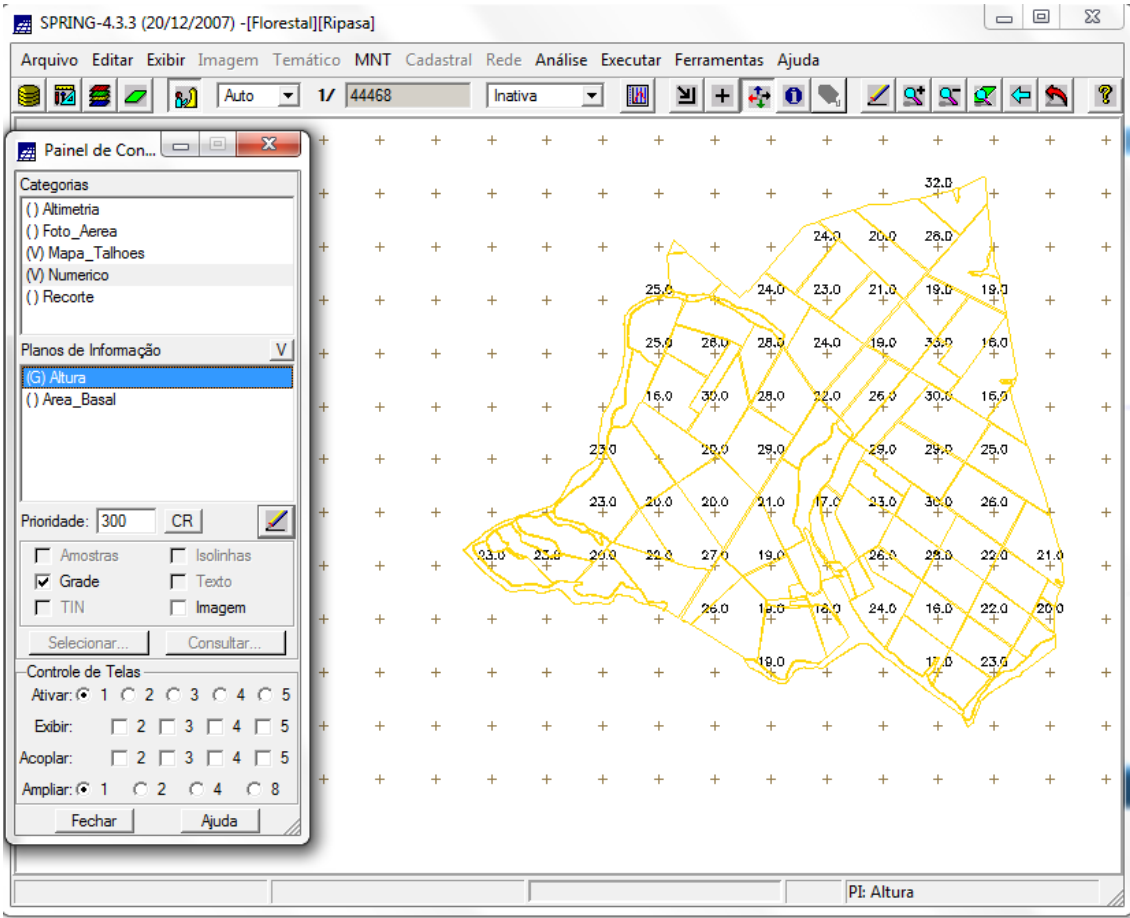 SPRING-4.3.3 (20/12/2007) -[Florestal][Ripasa]
Arquivo Editar Exibir Imagem Temático MNT Cadastral Rede Análise Executar Ferramentas Ajuda
Auto 1/ 44468 Inativa
Painel de Con...
Categorias
( ) Altimetria
( ) Foto_Aerea
(V) Mapa_Talhoes
(V) Numerico
( ) Recorte
Planos de Informação V
(G) Altura
( ) Area_Basal
Prioridade: 300 CR
Amostras Isolinhas
Grade Texto
TIN Imagem
Selecionar... Consultar...
Controle de Telas
Ativar: 1 2 3 4 5
Exibir: 2 3 4 5
Acoplar: 2 3 4 5
Ampliar: 1 2 4 8
Fechar Ajuda
32.0
24.0 20.0 26.0
25.0 24.0 23.0 21.0 19.0 19.0
25.0 26.0 28.0 24.0 19.0 16.0
16.0 30.0 28.0 22.0 26.0 30.0 16.0
23.0 29.0 29.0 29.0 25.0
23.0 20.0 20.0 21.0 17.0 23.0 30.0 26.0
23.0 23.0 20.0 22.0 27.0 19.0 26.0 22.0 21.0
26.0 19.0 16.0 24.0 16.0 22.0 20.0
19.0 17.0 23.0
PI: Altura